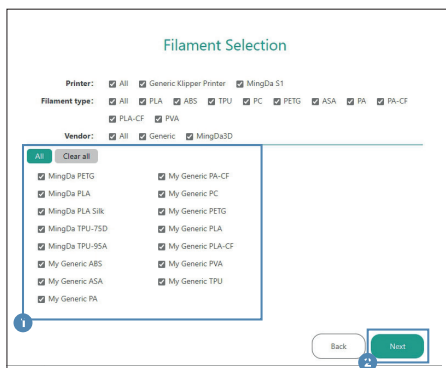 Filament Selection
Printer: All Generic Klipper Printer MingDa S1
Filament type: All PLA ABS TPU PC PETG ASA PA PA-CF
PLA-CF PVA
Vendor: All Generic MingDa3D
All Clear all
MingDa PETG My Generic PA-CF
MingDa PLA My Generic PC
MingDa PLA Silk My Generic PETG
MingDa TPU-75D My Generic PLA
MingDa TPU-95A My Generic PLA-CF
My Generic ABS My Generic PVA
My Generic ASA My Generic TPU
My Generic PA
1
Back Next
2